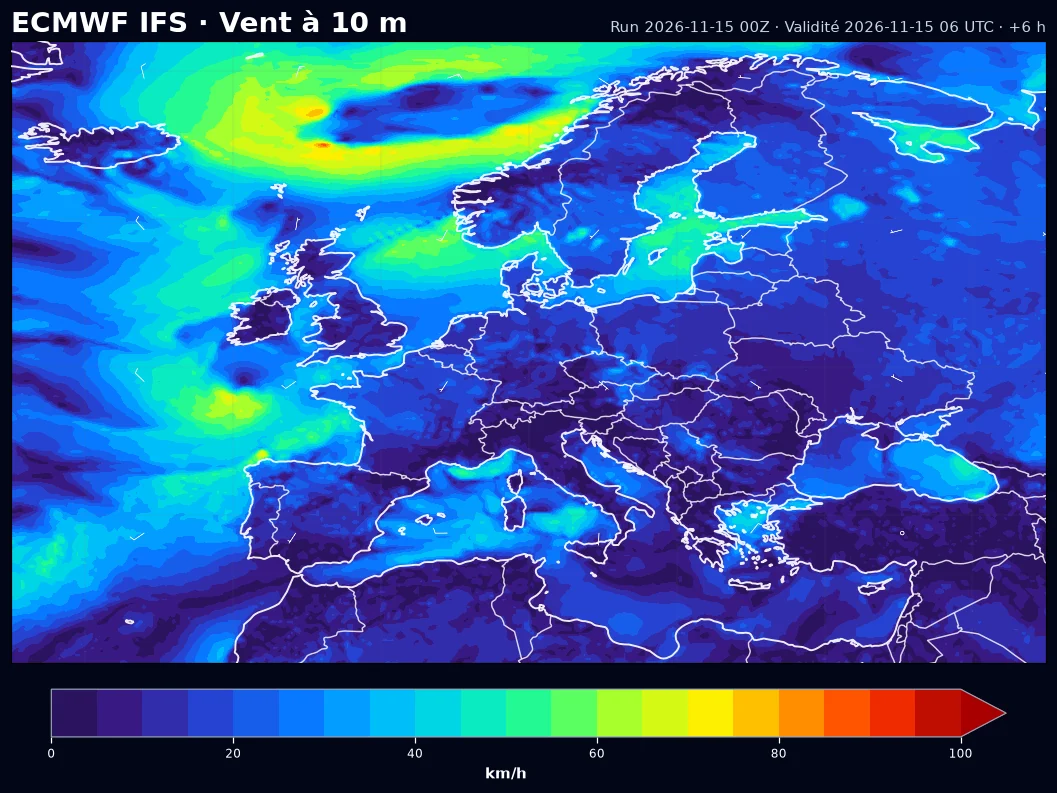 ECMWF IFS · Vent à 10 m
Run 2026-11-15 00Z · Validité 2026-11-15 06 UTC · +6 h
0 20 40 60 80 100
km/h